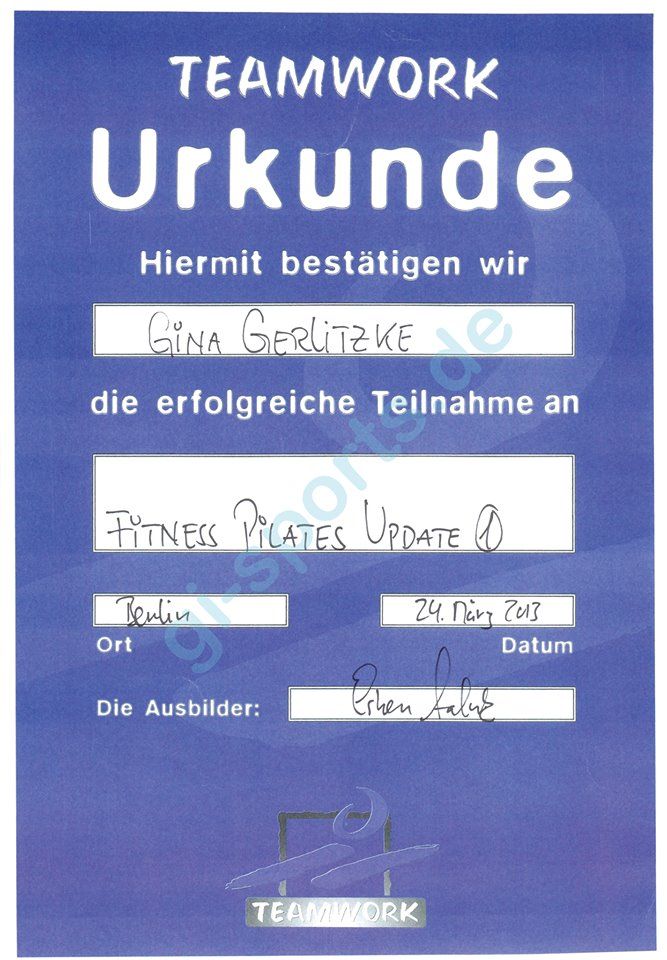 TEAMWORK
Urkunde
Hiermit bestätigen wir
GiNA GERLiTZKE
die erfolgreiche Teilnahme an
FiTNESS PiLATES UPDATE 1
Berlin
24. März 2013
Ort
Datum
Die Ausbilder:
gj-sports.de
TEAMWORK